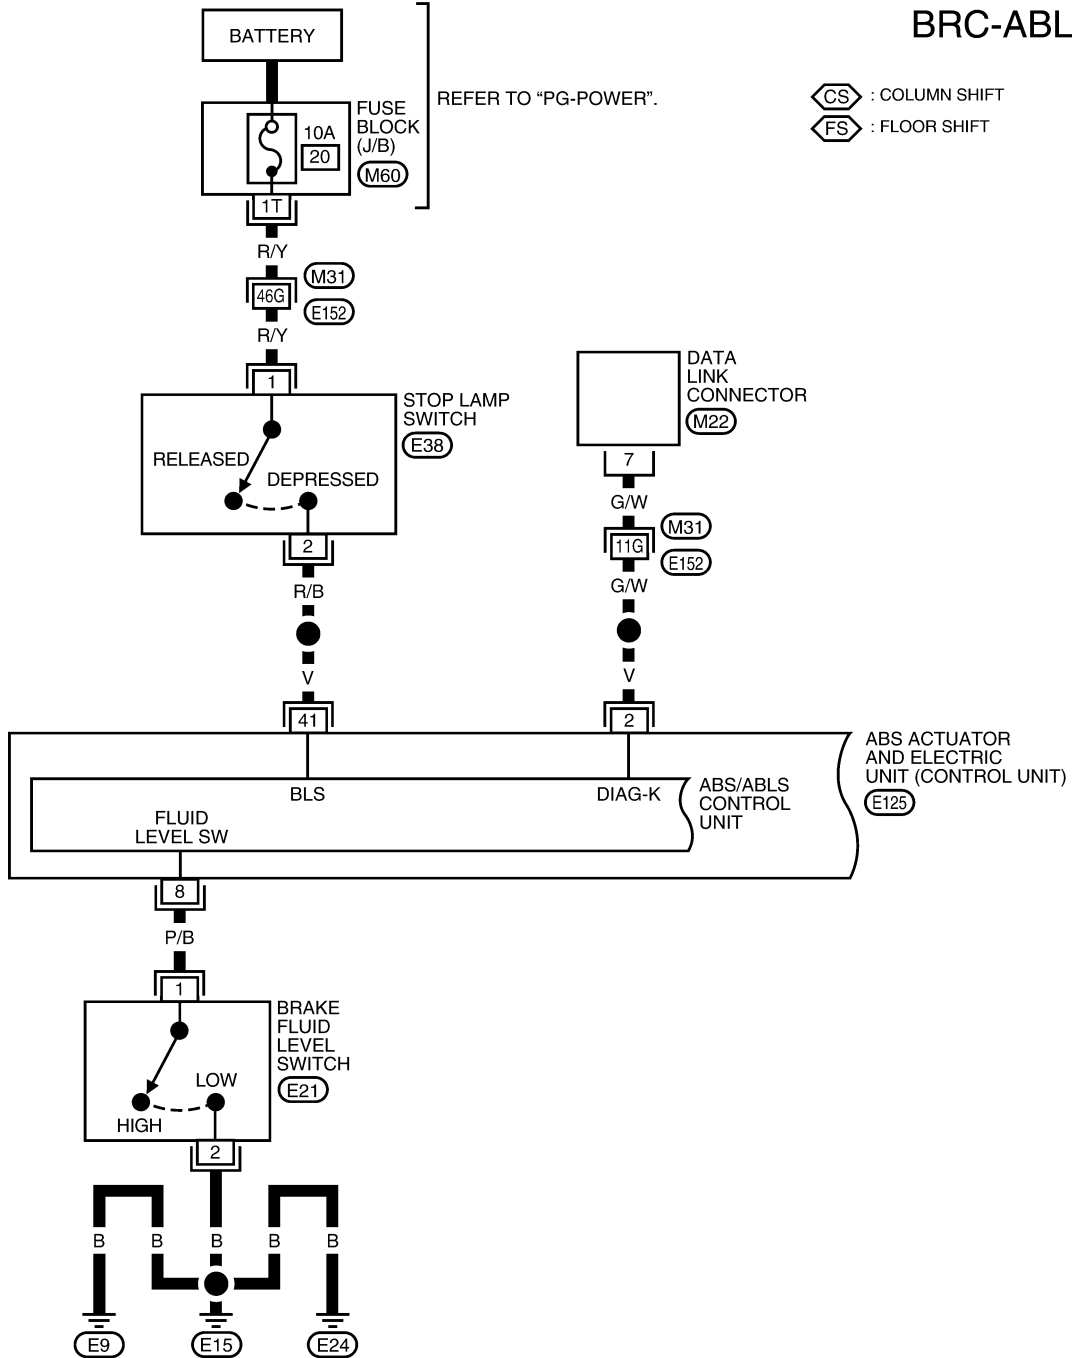 BRC-ABL
BATTERY
REFER TO “PG-POWER”.
CS : COLUMN SHIFT
FS : FLOOR SHIFT
FUSE
BLOCK
(J/B)
M60
10A
20
1T
R/Y
M31
46G
E152
R/Y
1
STOP LAMP
SWITCH
E38
RELEASED
DEPRESSED
2
R/B
V
41
DATA
LINK
CONNECTOR
M22
7
G/W
M31
11G
E152
G/W
V
2
ABS ACTUATOR
AND ELECTRIC
UNIT (CONTROL UNIT)
E125
BLS
DIAG-K
ABS/ABLS
CONTROL
UNIT
FLUID
LEVEL SW
8
P/B
1
BRAKE
FLUID
LEVEL
SWITCH
E21
LOW
HIGH
2
B B B B B
E9 E15 E24